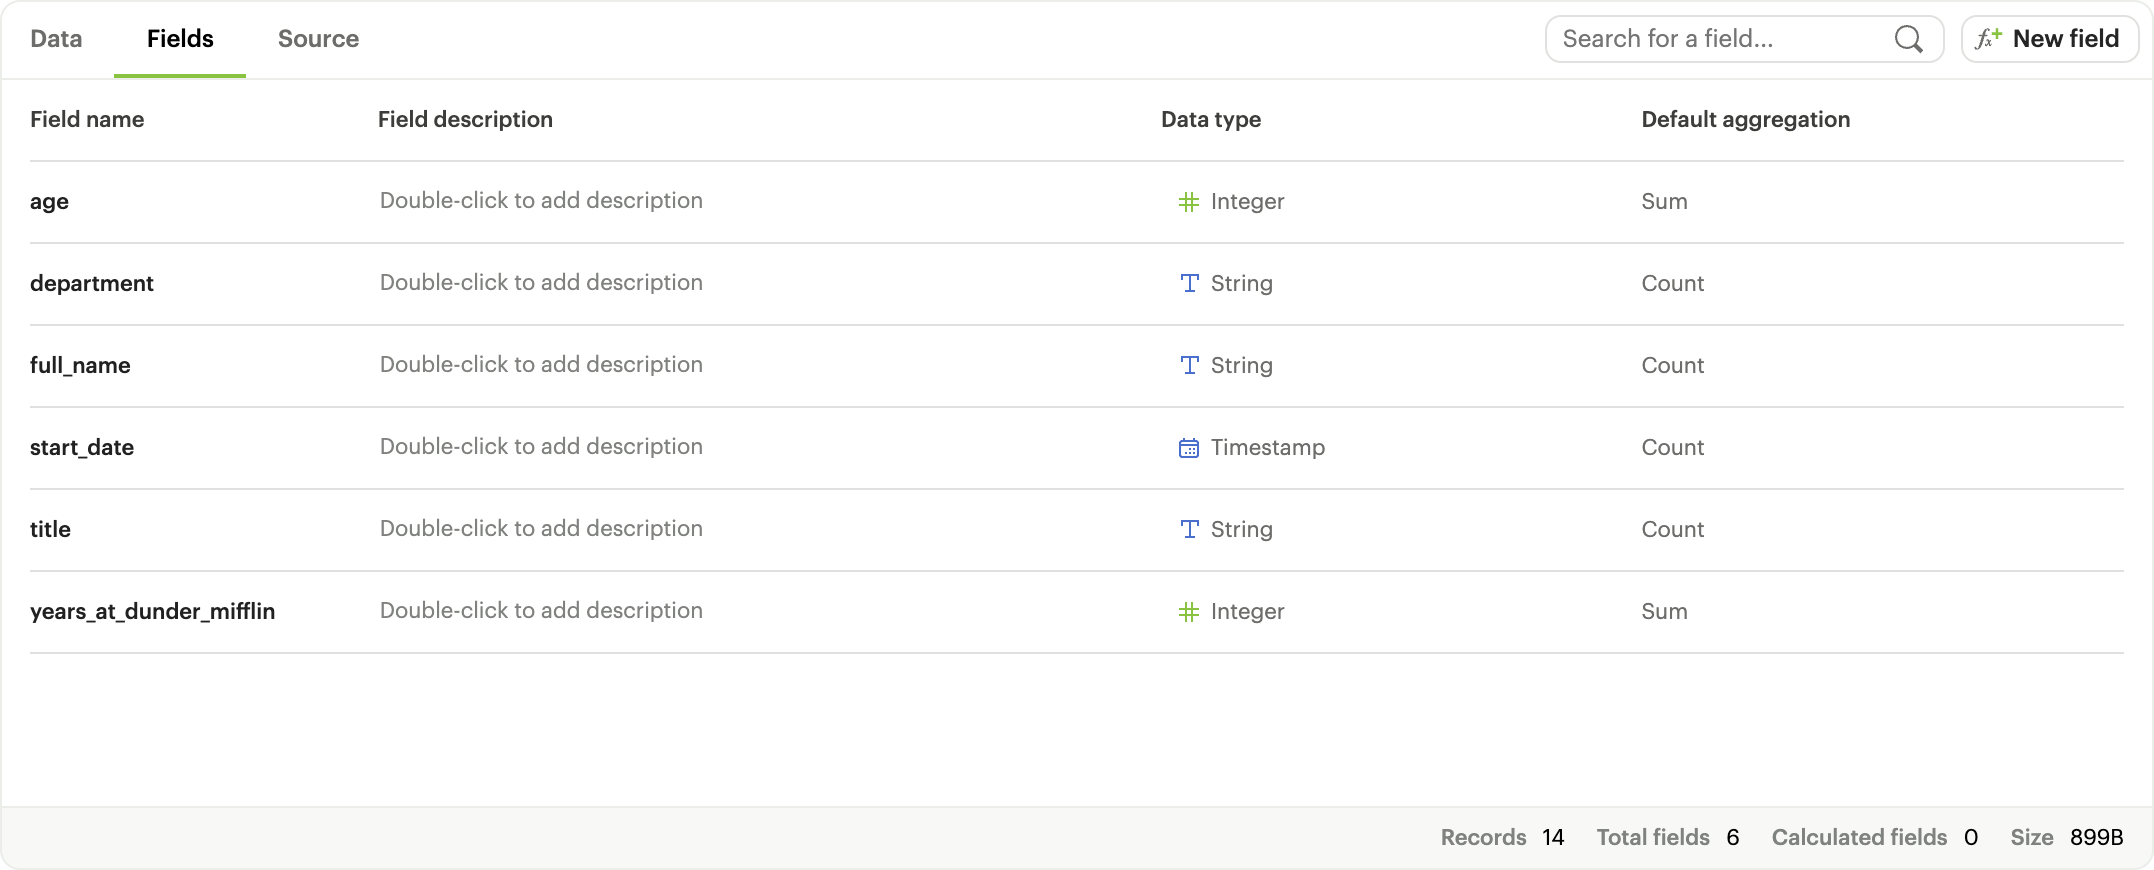 Data Fields Source Search for a field... fx+ New field
Field name Field description Data type Default aggregation
age Double-click to add description Integer Sum
department Double-click to add description String Count
full_name Double-click to add description String Count
start_date Double-click to add description Timestamp Count
title Double-click to add description String Count
years_at_dunder_mifflin Double-click to add description Integer Sum
Records 14 Total fields 6 Calculated fields 0 Size 899B